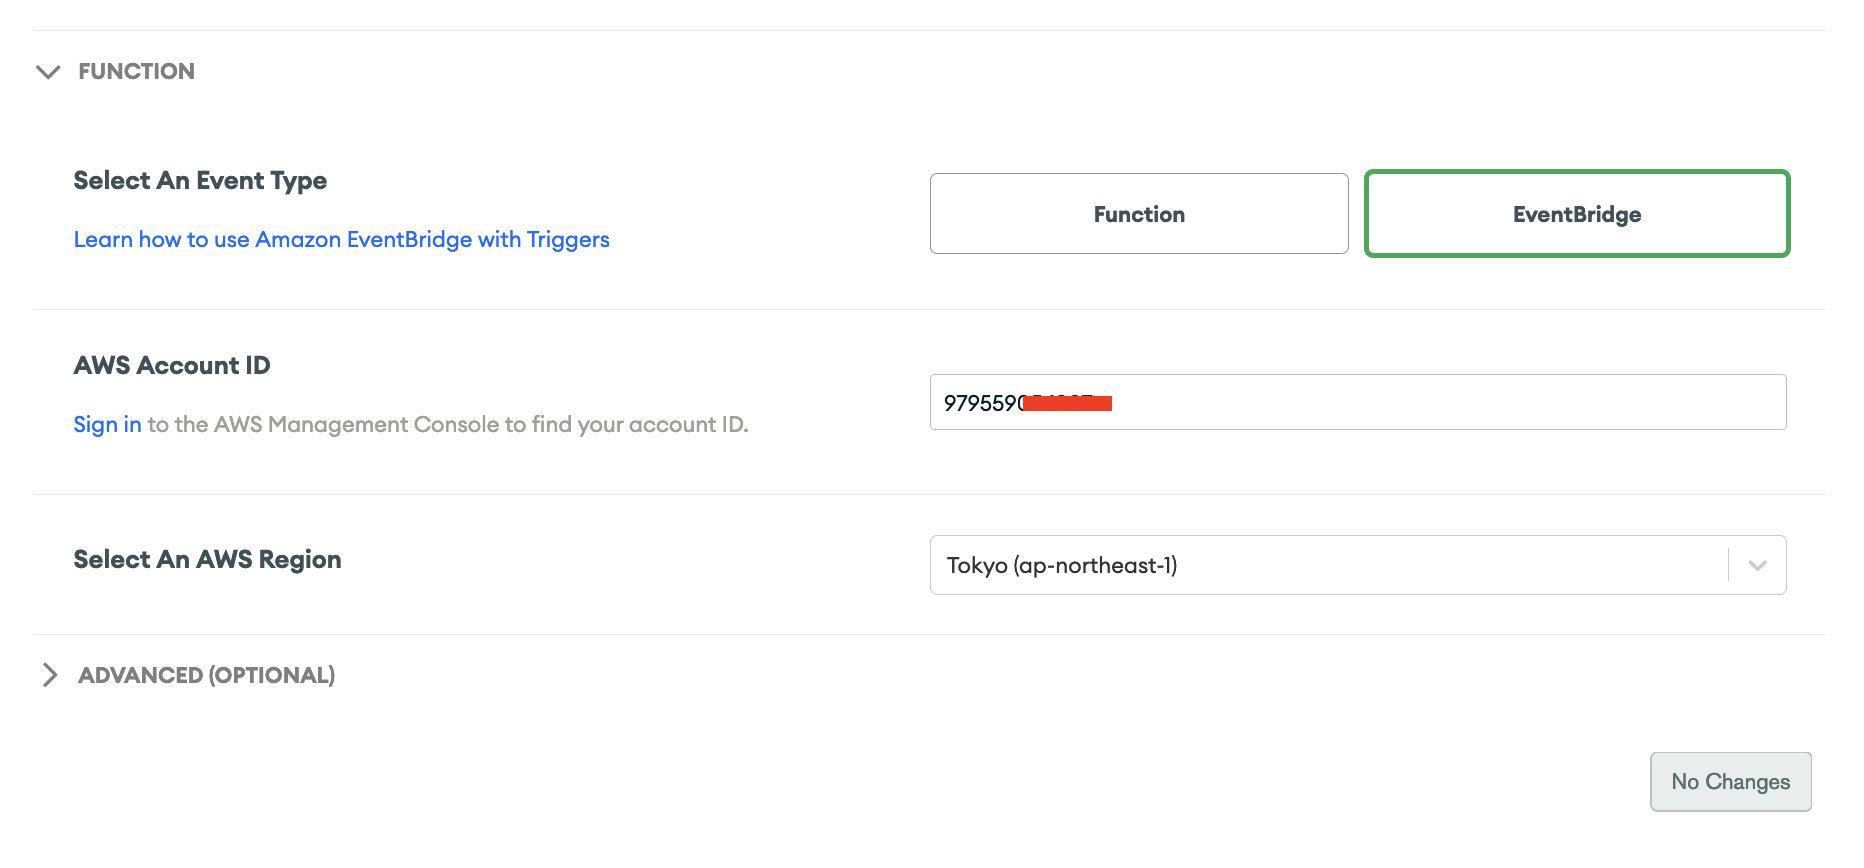 FUNCTION
Select An Event Type
Learn how to use Amazon EventBridge with Triggers
Function
EventBridge
AWS Account ID
Sign in to the AWS Management Console to find your account ID.
979559
Select An AWS Region
Tokyo (ap-northeast-1)
ADVANCED (OPTIONAL)
No Changes